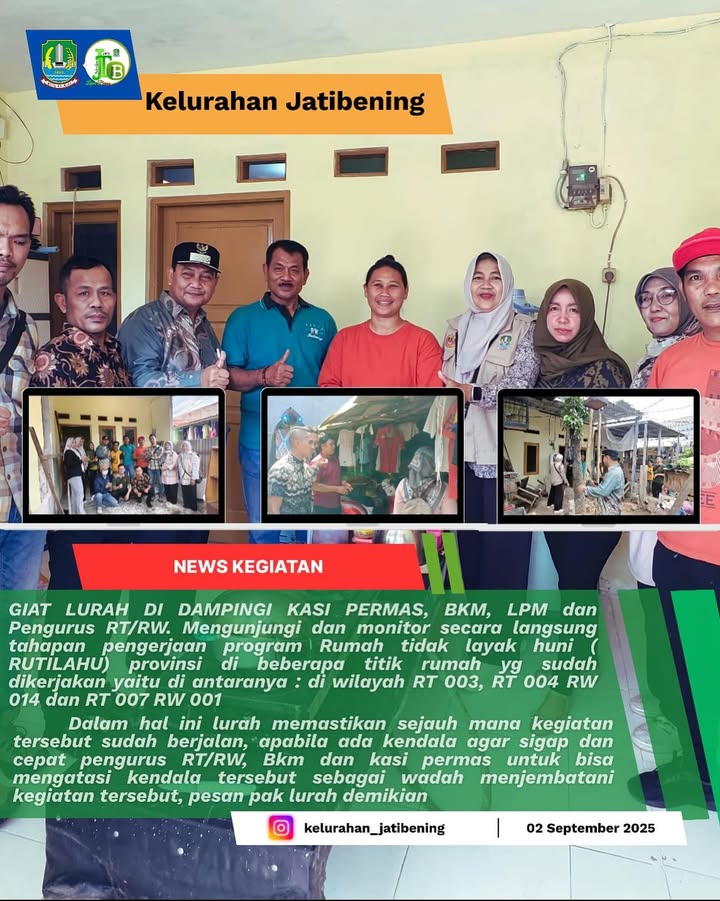 Kelurahan Jatibening
NEWS KEGIATAN
GIAT LURAH DI DAMPINGI KASI PERMAS, BKM, LPM dan
Pengurus RT/RW. Mengunjungi dan monitor secara langsung
tahapan pengerjaan program Rumah tidak layak huni (
RUTILAHU) provinsi di beberapa titik rumah yg sudah
dikerjakan yaitu di antaranya : di wilayah RT 003, RT 004 RW
014 dan RT 007 RW 001
Dalam hal ini lurah memastikan sejauh mana kegiatan
tersebut sudah berjalan, apabila ada kendala agar sigap dan
cepat pengurus RT/RW, Bkm dan kasi permas untuk bisa
mengatasi kendala tersebut sebagai wadah menjembatani
kegiatan tersebut, pesan pak lurah demikian
kelurahan_jatibening | 02 September 2025